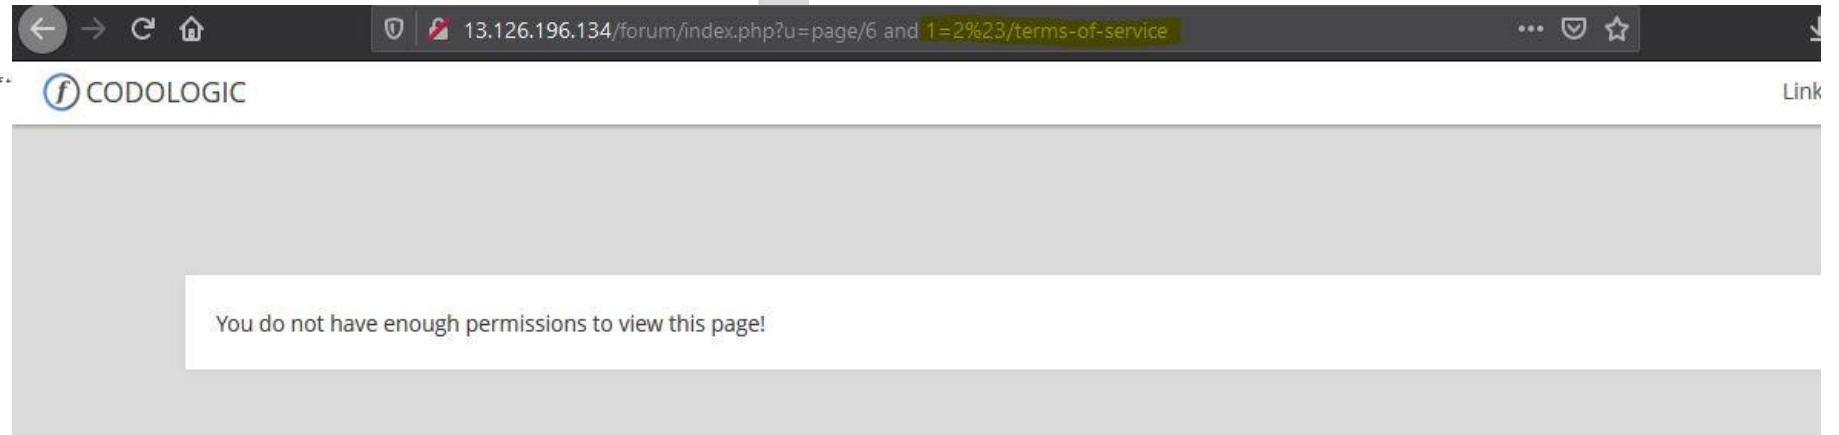 13.126.196.134/forum/index.php?u=page/6 and 1=2%23/terms-of-service
CODOLOGIC
Link
You do not have enough permissions to view this page!